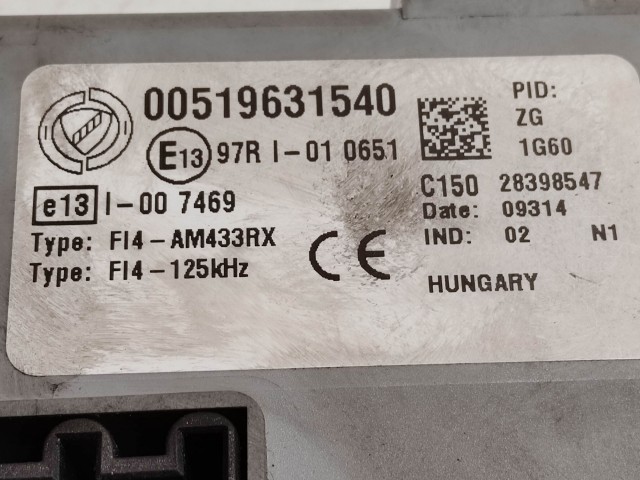 00519631540
E13 97R I-01 0651
e13 I-00 7469
Type: FI4-AM433RX
Type: FI4-125kHz
CE
PID:
ZG
1G60
C150 28398547
Date: 09314
IND: 02 N1
HUNGARY